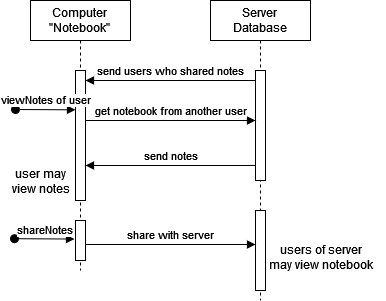 Computer
"Notebook"
Server
Database
send users who shared notes
viewNotes of user
get notebook from another user
send notes
user may
view notes
shareNotes
share with server
users of server
may view notebook